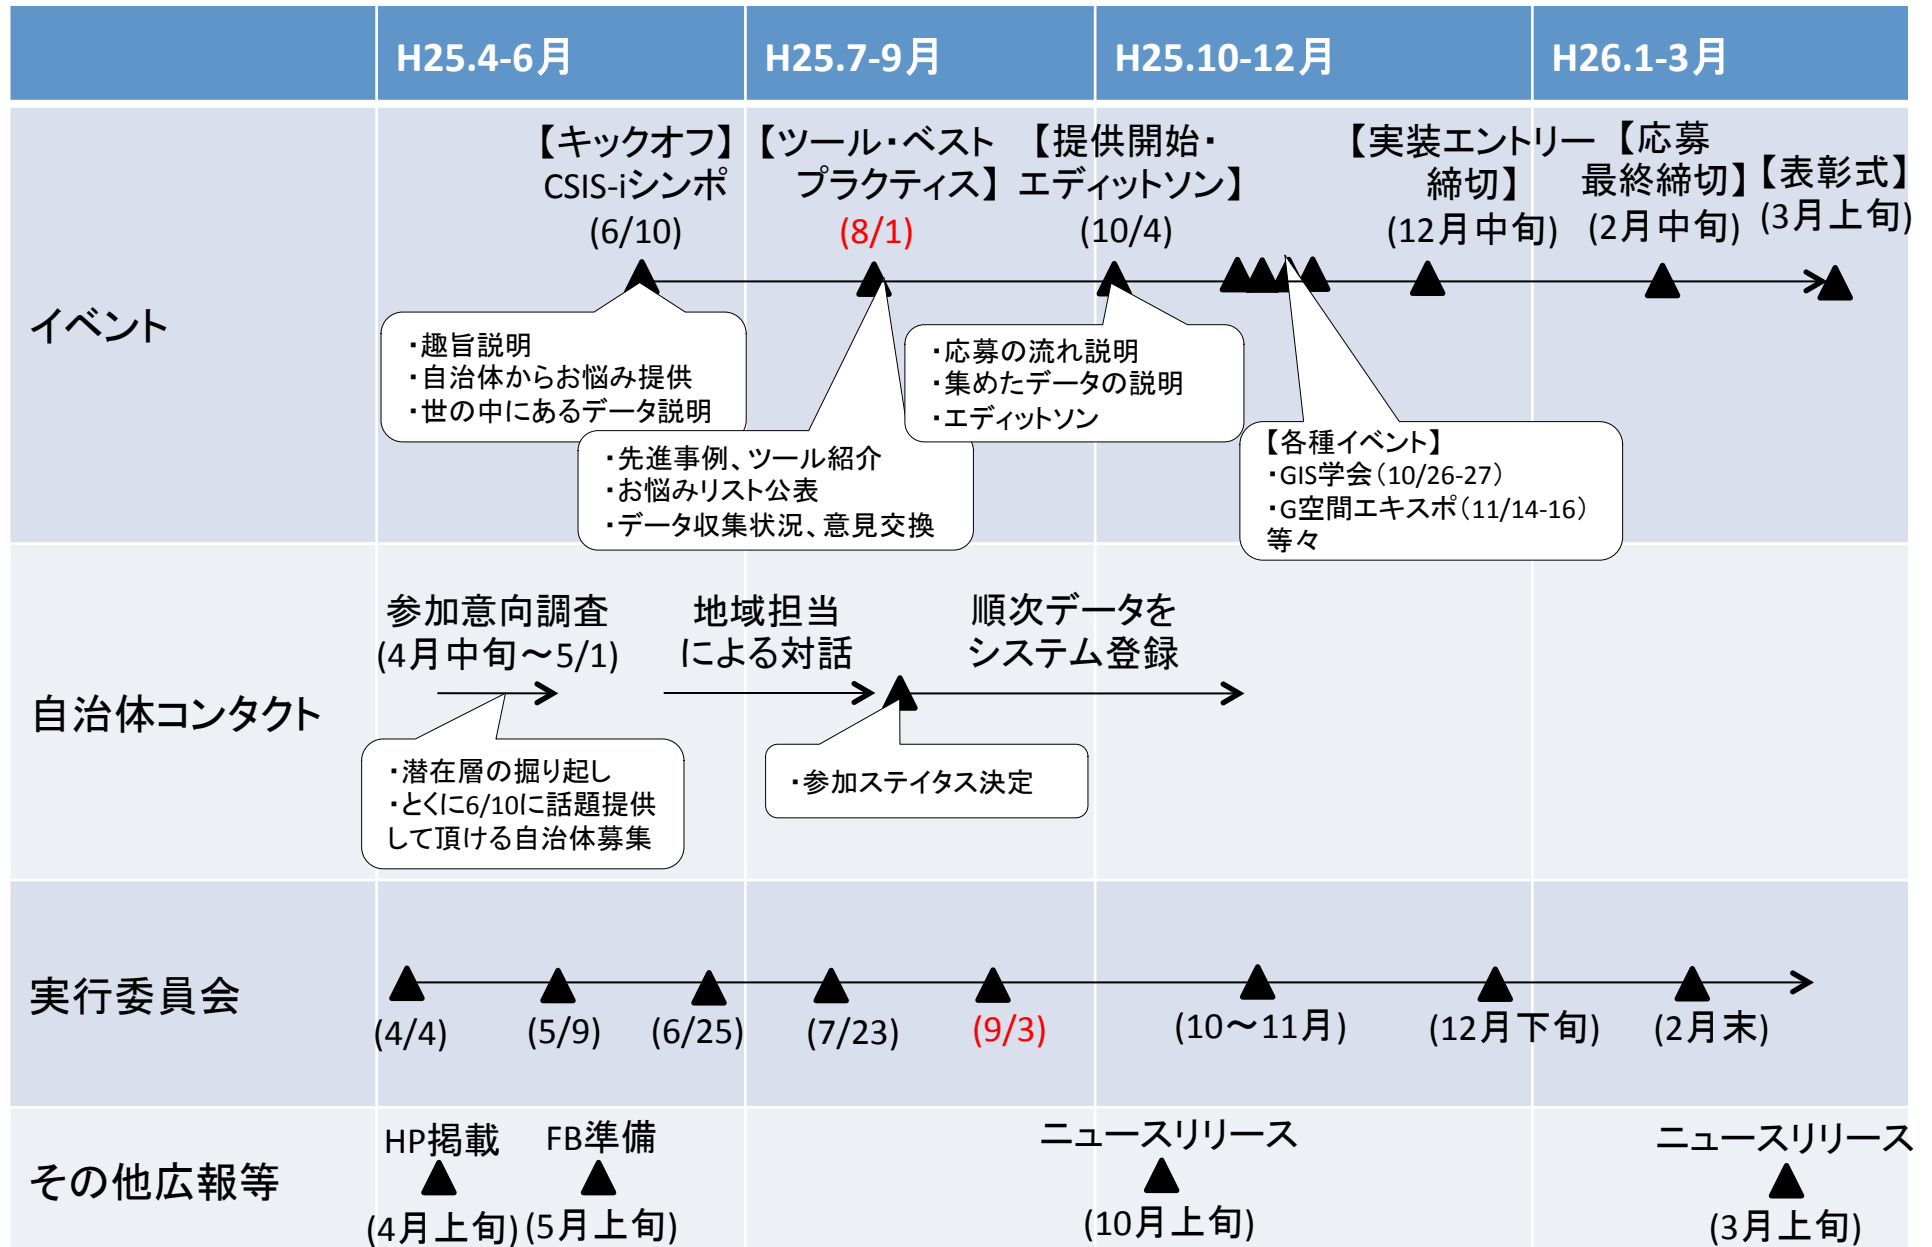 H25.4-6月
H25.7-9月
H25.10-12月
H26.1-3月
イベント
【キックオフ】
CSIS-iシンポ
(6/10)
【ツール・ベスト
プラクティス】
(8/1)
【提供開始・
エディットソン】
(10/4)
【実装エントリー
締切】
(12月中旬)
【応募
最終締切】
(2月中旬)
【表彰式】
(3月上旬)
・趣旨説明
・自治体からお悩み提供
・世の中にあるデータ説明
・先進事例、ツール紹介
・お悩みリスト公表
・データ収集状況、意見交換
・応募の流れ説明
・集めたデータの説明
・エディットソン
【各種イベント】
・GIS学会（10/26-27）
・G空間エキスポ（11/14-16）
等々
自治体コンタクト
参加意向調査
(4月中旬～5/1)
地域担当
による対話
順次データを
システム登録
・潜在層の掘り起し
・とくに6/10に話題提供
して頂ける自治体募集
・参加ステイタス決定
実行委員会
(4/4)
(5/9)
(6/25)
(7/23)
(9/3)
(10～11月)
(12月下旬)
(2月末)
その他広報等
HP掲載
(4月上旬)
FB準備
(5月上旬)
ニュースリリース
(10月上旬)
ニュースリリース
(3月上旬)